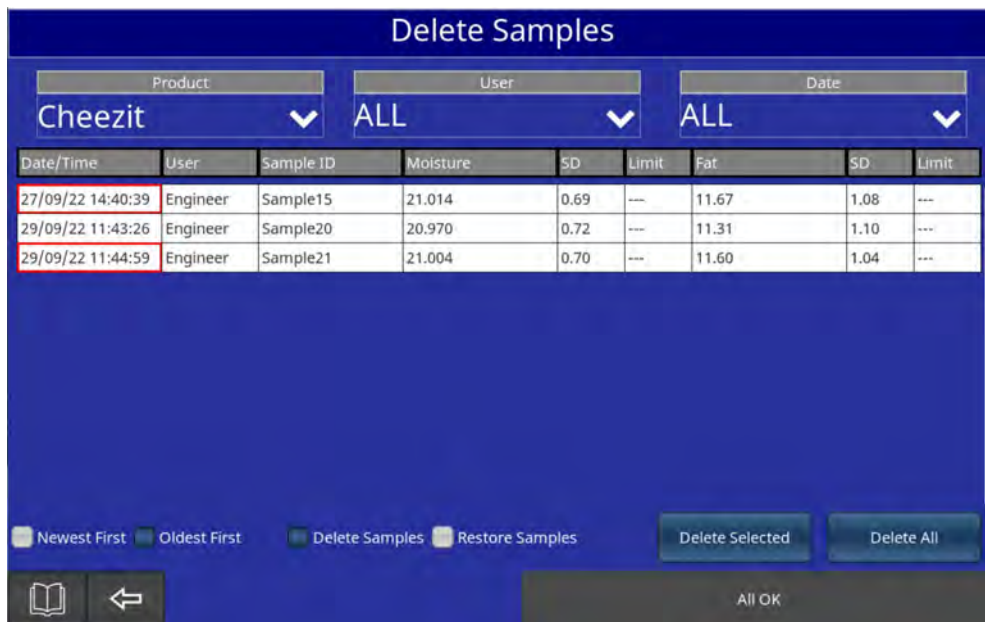 Delete Samples
Product User Date
Cheezit ALL ALL
Date/Time User Sample ID Moisture SD Limit Fat SD Limit
27/09/22 14:40:39 Engineer Sample15 21.014 0.69 --- 11.67 1.08 ---
29/09/22 11:43:26 Engineer Sample20 20.970 0.72 --- 11.31 1.10 ---
29/09/22 11:44:59 Engineer Sample21 21.004 0.70 --- 11.60 1.04 ---
Newest First Oldest First Delete Samples Restore Samples Delete Selected Delete All
All OK